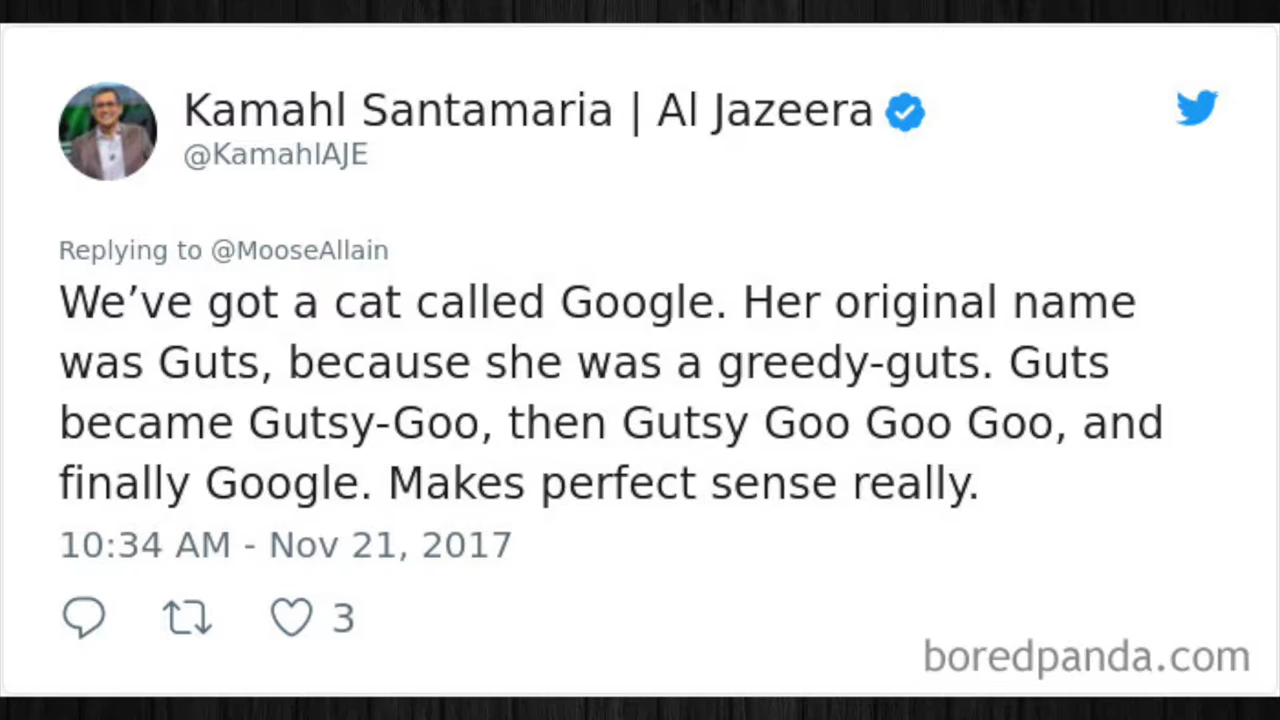 Kamahl Santamaria | Al Jazeera
@KamahlAJE
Replying to @MooseAllain
We’ve got a cat called Google. Her original name
was Guts, because she was a greedy-guts. Guts
became Gutsy-Goo, then Gutsy Goo Goo Goo, and
finally Google. Makes perfect sense really.
10:34 AM - Nov 21, 2017
3
boredpanda.com